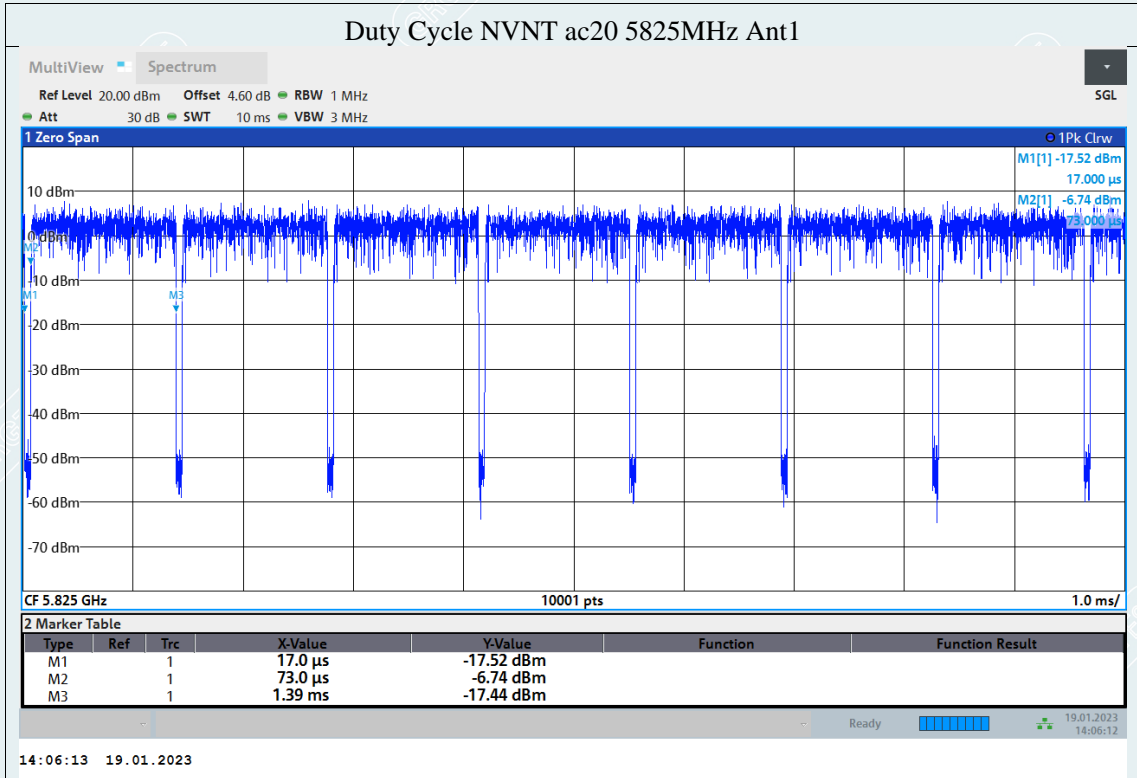 Duty Cycle NVNT ac20 5825MHz Ant1
MultiView Spectrum
Ref Level 20.00 dBm Offset 4.60 dB RBW 1 MHz SGL
Att 30 dB SWT 10 ms VBW 3 MHz
1 Zero Span 1Pk Clrw
M1[1] -17.52 dBm
17.000 µs
M2[1] -6.74 dBm
73.000 µs
10 dBm
0 dBm
M2
-10 dBm
M1 M3
-20 dBm
-30 dBm
-40 dBm
-50 dBm
-60 dBm
-70 dBm
CF 5.825 GHz 10001 pts 1.0 ms/
2 Marker Table
Type Ref Trc X-Value Y-Value Function Function Result
M1 1 17.0 µs -17.52 dBm
M2 1 73.0 µs -6.74 dBm
M3 1 1.39 ms -17.44 dBm
Ready 19.01.2023
14:06:12
14:06:13 19.01.2023